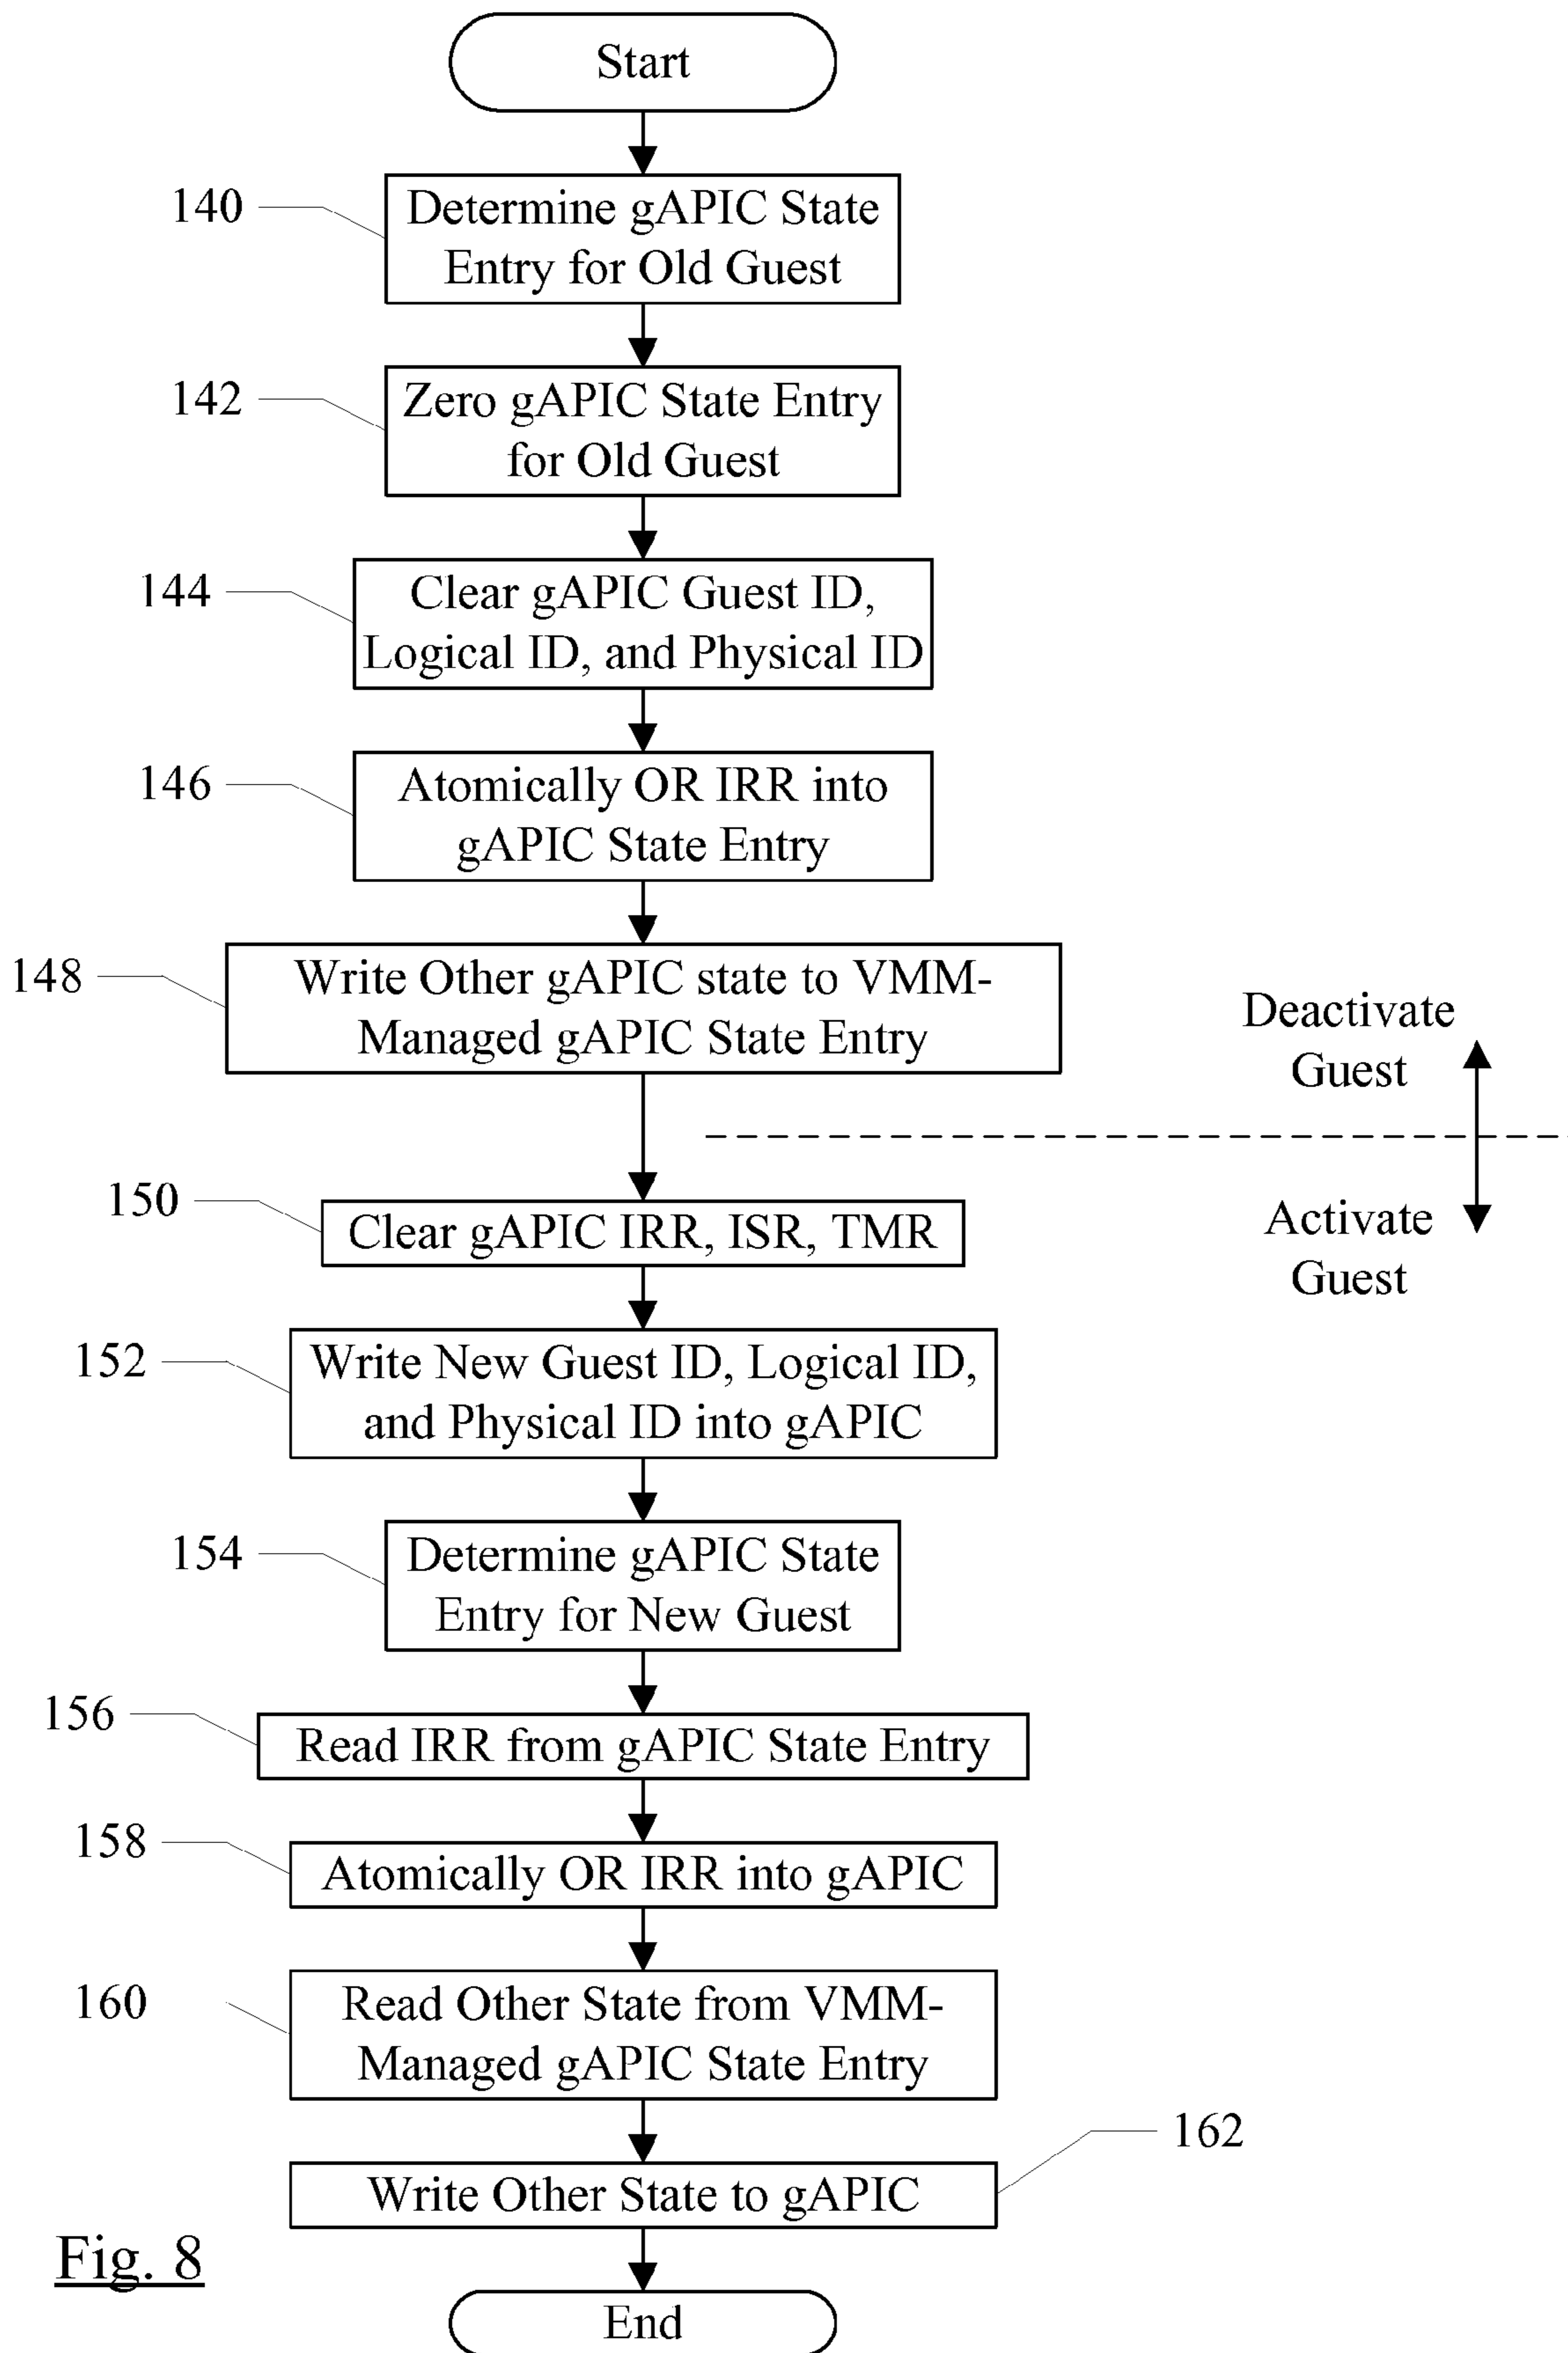 Start
140
Determine gAPIC State
Entry for Old Guest
142
Zero gAPIC State Entry
for Old Guest
144
Clear gAPIC Guest ID,
Logical ID, and Physical ID
146
Atomically OR IRR into
gAPIC State Entry
148
Write Other gAPIC state to VMM-
Managed gAPIC State Entry
Deactivate
Guest
Activate
Guest
150
Clear gAPIC IRR, ISR, TMR
152
Write New Guest ID, Logical ID,
and Physical ID into gAPIC
154
Determine gAPIC State
Entry for New Guest
156
Read IRR from gAPIC State Entry
158
Atomically OR IRR into gAPIC
160
Read Other State from VMM-
Managed gAPIC State Entry
162
Write Other State to gAPIC
Fig. 8
End